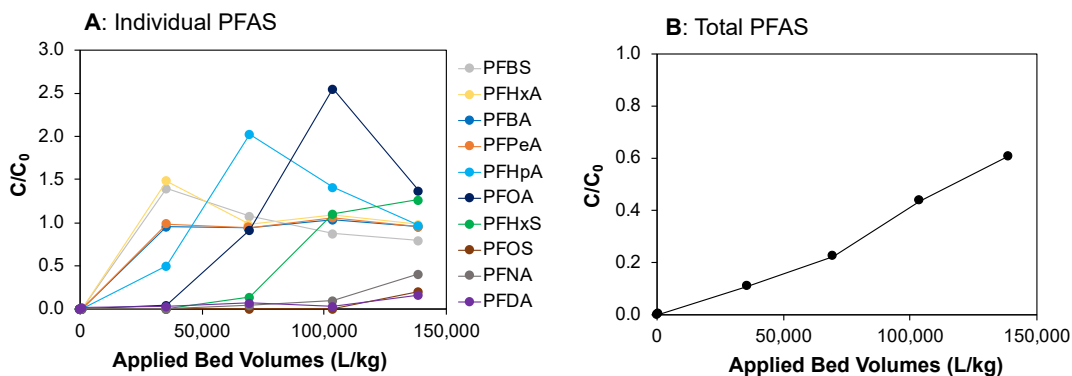 A: Individual PFAS
3.0
2.5
2.0
1.5
1.0
0.5
0.0
C/C0
0
50,000
100,000
150,000
Applied Bed Volumes (L/kg)
PFBS
PFHxA
PFBA
PFPeA
PFHpA
PFOA
PFHxS
PFOS
PFNA
PFDA
B: Total PFAS
1.0
0.8
0.6
0.4
0.2
0.0
C/C0
0
50,000
100,000
150,000
Applied Bed Volumes (L/kg)